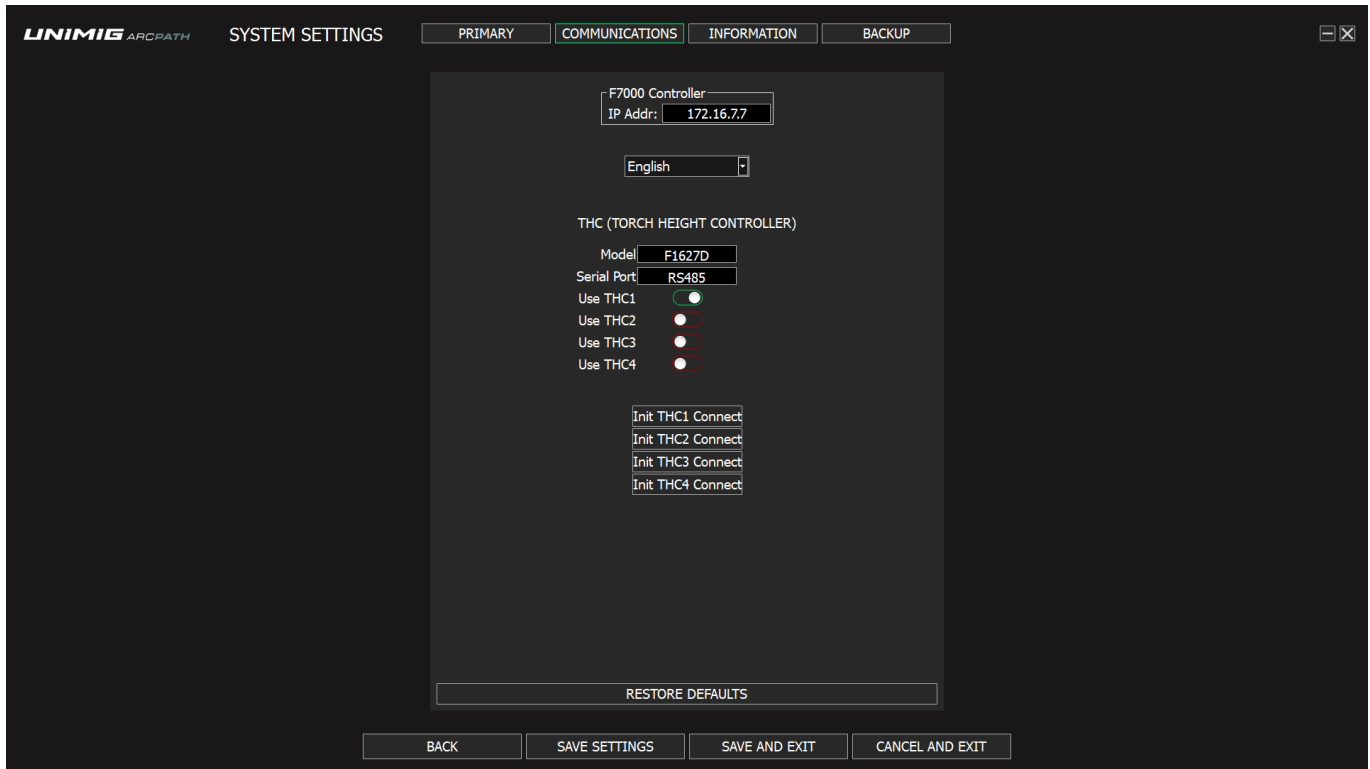 UNIMIG ARCPATH SYSTEM SETTINGS PRIMARY COMMUNICATIONS INFORMATION BACKUP
F7000 Controller
IP Addr: 172.16.7.7
English
THC (TORCH HEIGHT CONTROLLER)
Model F1627D
Serial Port RS485
Use THC1
Use THC2
Use THC3
Use THC4
Init THC1 Connect
Init THC2 Connect
Init THC3 Connect
Init THC4 Connect
RESTORE DEFAULTS
BACK SAVE SETTINGS SAVE AND EXIT CANCEL AND EXIT